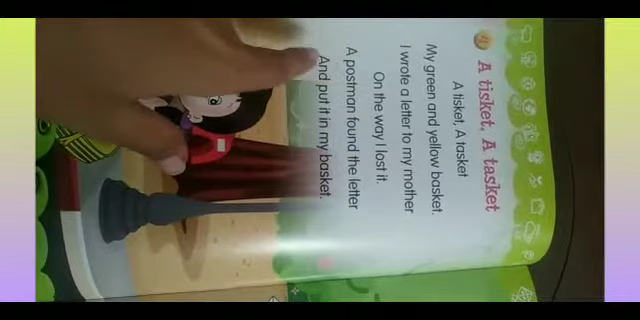 A tisket, A tasket
A tisket, A tasket
My green and yellow basket.
I wrote a letter to my mother
On the way I lost it.
A postman found the letter
And put it in my basket.